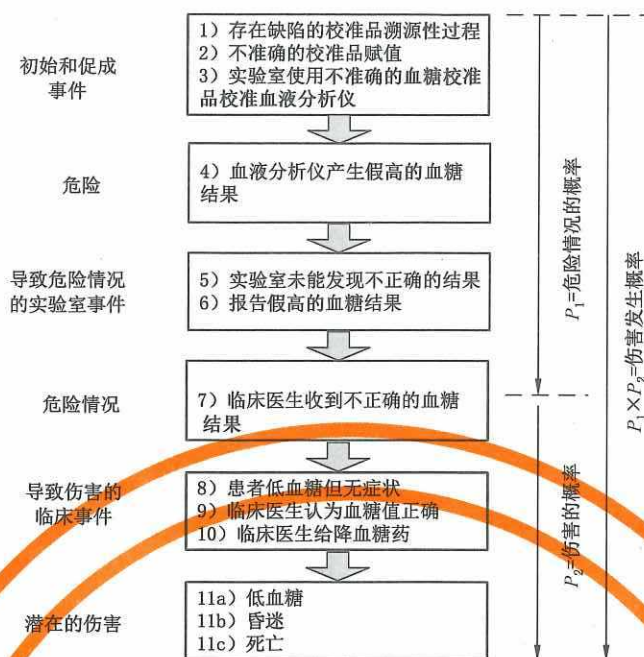 初始和促成
事件
1）存在缺陷的校准品溯源性过程
2）不准确的校准品赋值
3）实验室使用不准确的血糖校准
品校准血液分析仪
危险
4）血液分析仪产生假高的血糖
结果
导致危险情况
的实验室事件
5）实验室未能发现不正确的结果
6）报告假高的血糖结果
危险情况
7）临床医生收到不正确的血糖
结果
导致伤害的
临床事件
8）患者低血糖但无症状
9）临床医生认为血糖值正确
10）临床医生给降血糖药
潜在的伤害
11a）低血糖
11b）昏迷
11c）死亡
P₁=危险情况的概率
P₂=伤害的概率
P₁×P₂=伤害发生概率